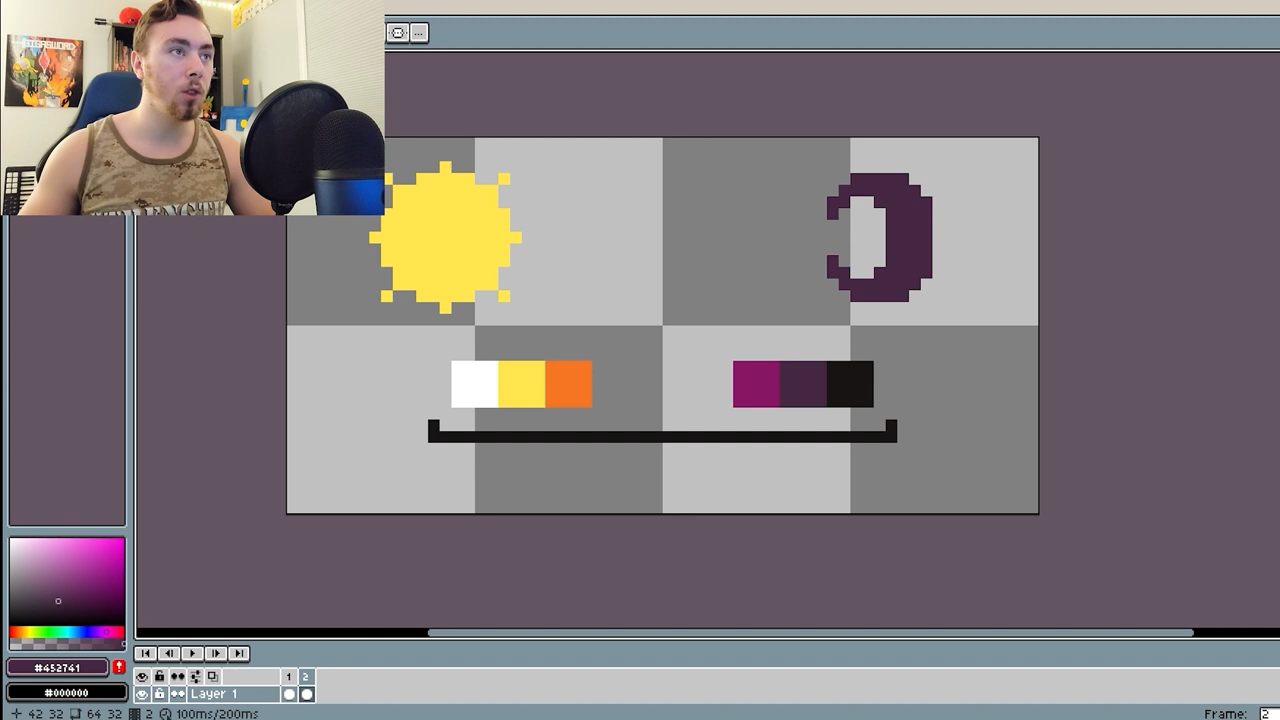 ...
#452741
!
#000000
1 2
Layer 1
42 32 64 32 2 100ms/200ms
Frame: 2